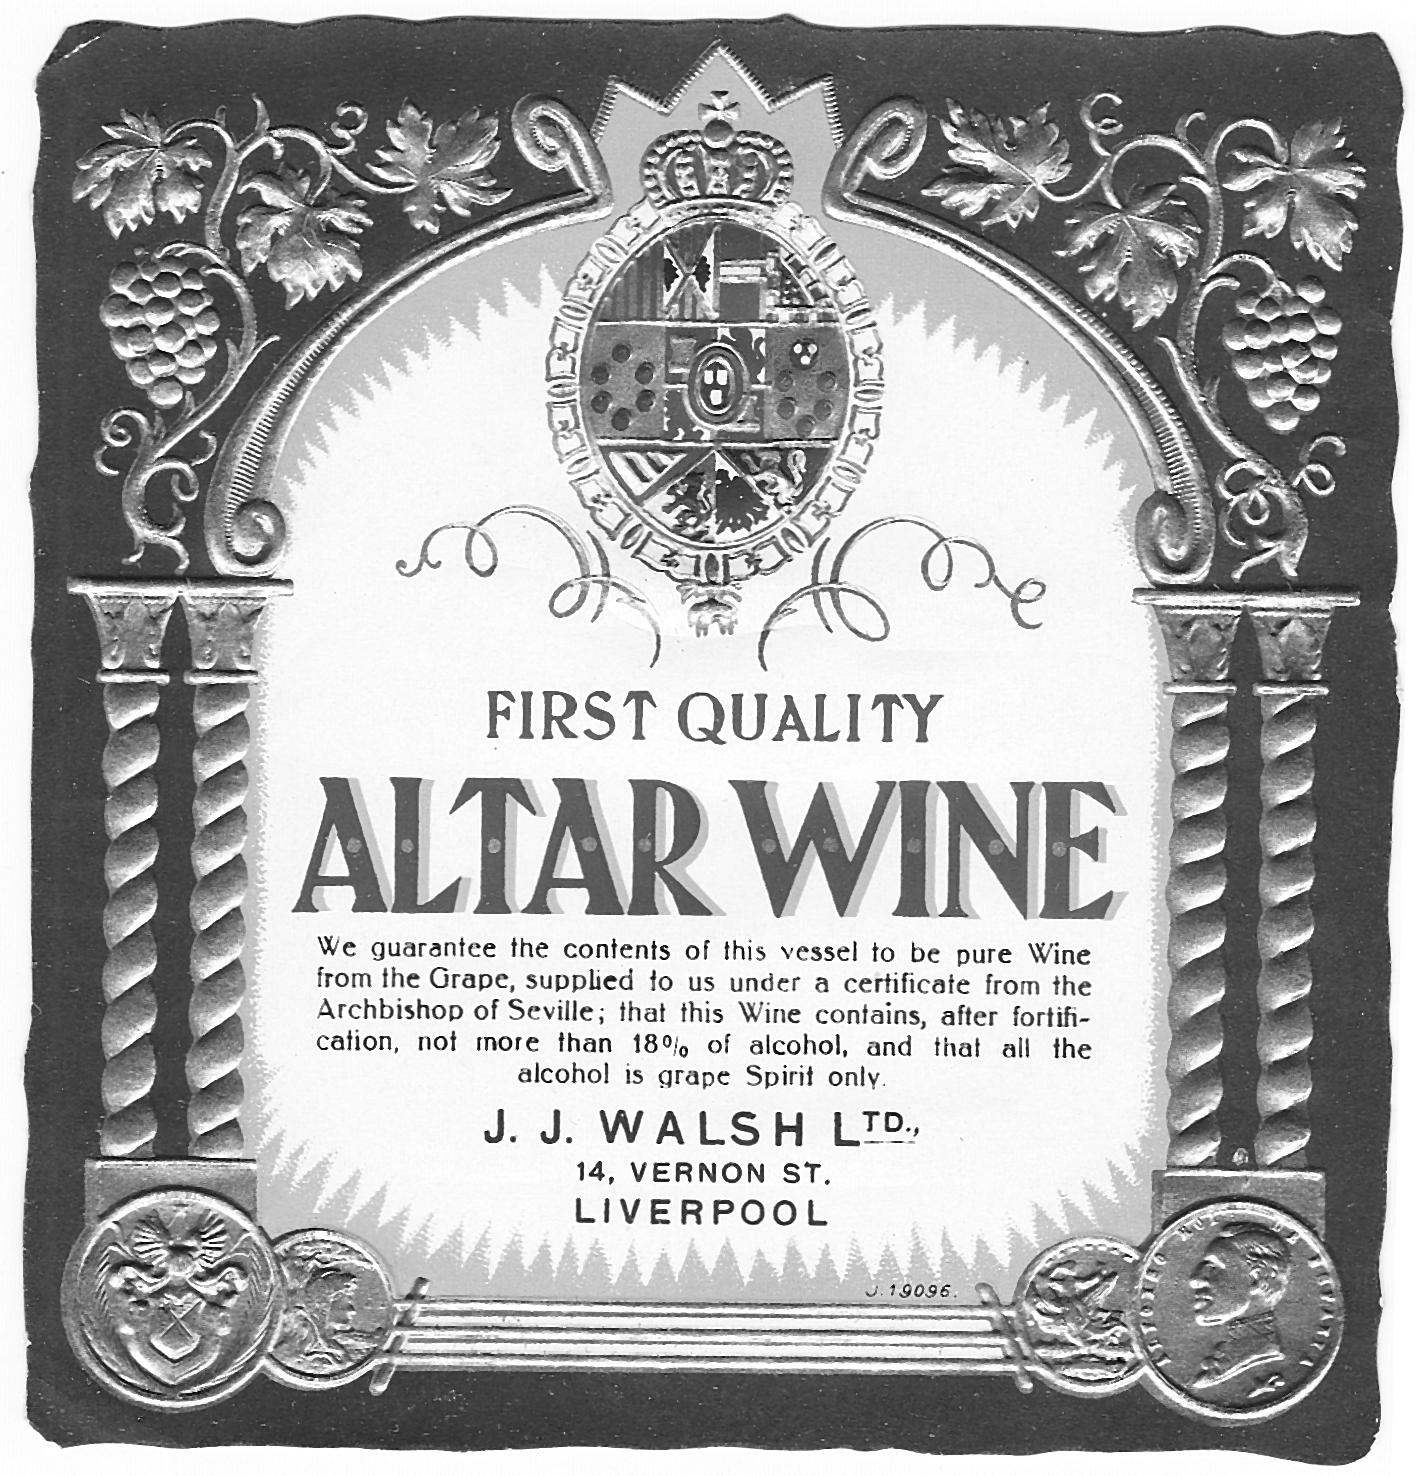 FIRST QUALITY
ALTAR WINE
We guarantee the contents of this vessel to be pure Wine
from the Grape, supplied to us under a certificate from the
Archbishop of Seville; that this Wine contains, after fortifi-
cation, not more than 18% of alcohol, and that all the
alcohol is grape Spirit only.
J. J. WALSH LTD.,
14, VERNON ST.
LIVERPOOL
J.19096.